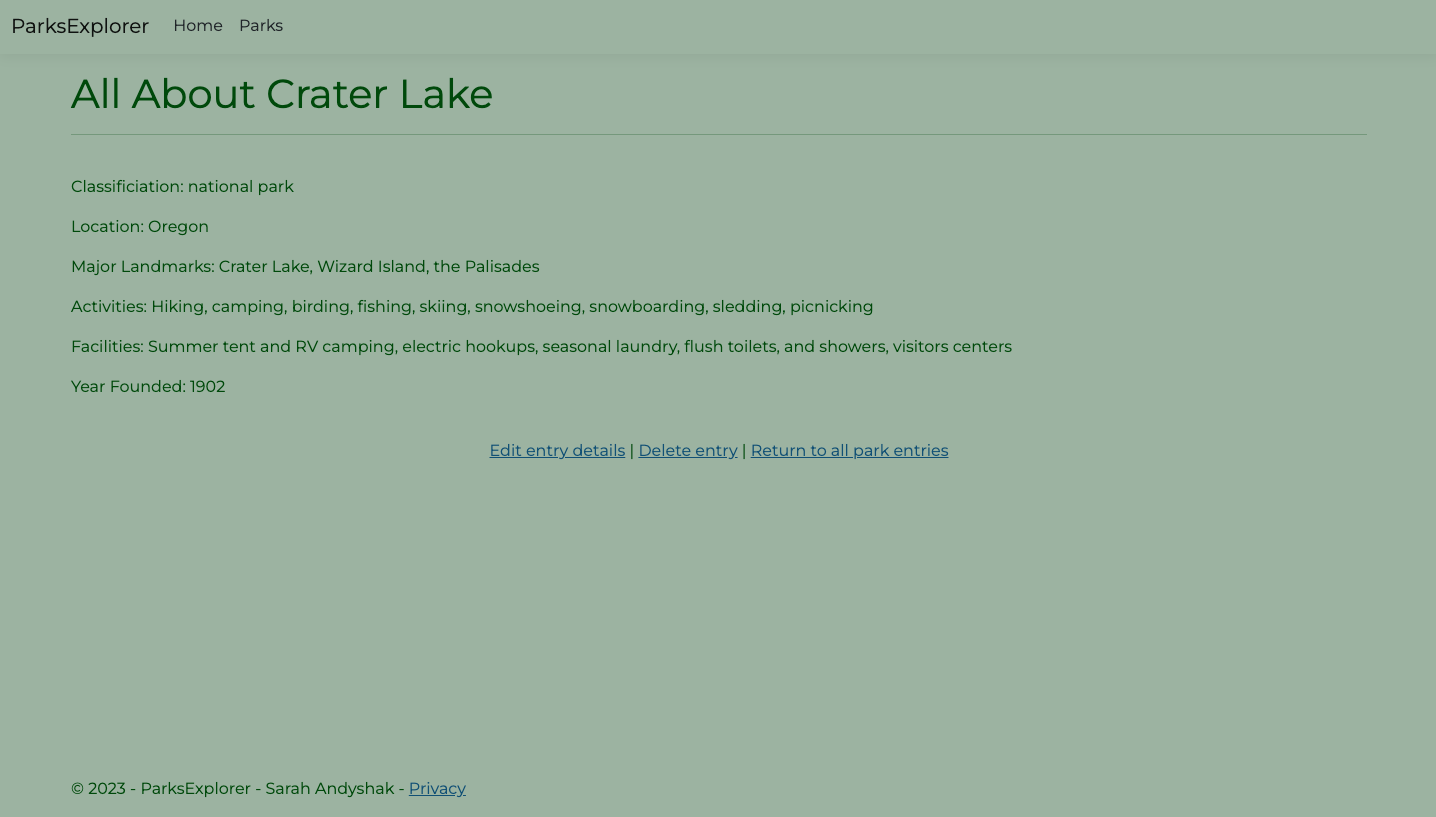 ParksExplorer Home Parks
All About Crater Lake
Classificiation: national park
Location: Oregon
Major Landmarks: Crater Lake, Wizard Island, the Palisades
Activities: Hiking, camping, birding, fishing, skiing, snowshoeing, snowboarding, sledding, picnicking
Facilities: Summer tent and RV camping, electric hookups, seasonal laundry, flush toilets, and showers, visitors centers
Year Founded: 1902
Edit entry details | Delete entry | Return to all park entries
© 2023 - ParksExplorer - Sarah Andyshak - Privacy